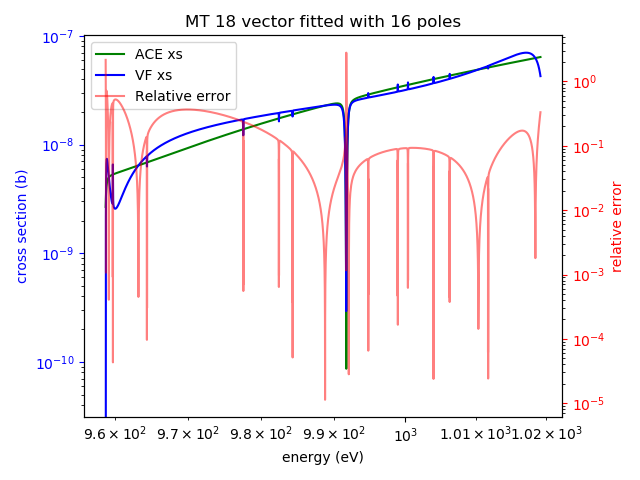 MT 18 vector fitted with 16 poles
ACE xs
VF xs
Relative error
10⁻⁷
10⁻⁸
10⁻⁹
10⁻¹⁰
cross section (b)
10⁰
10⁻¹
10⁻²
10⁻³
10⁻⁴
10⁻⁵
relative error
9.6 × 10² 9.7 × 10² 9.8 × 10² 9.9 × 10² 10³ 1.01 × 10³ 1.02 × 10³
energy (eV)